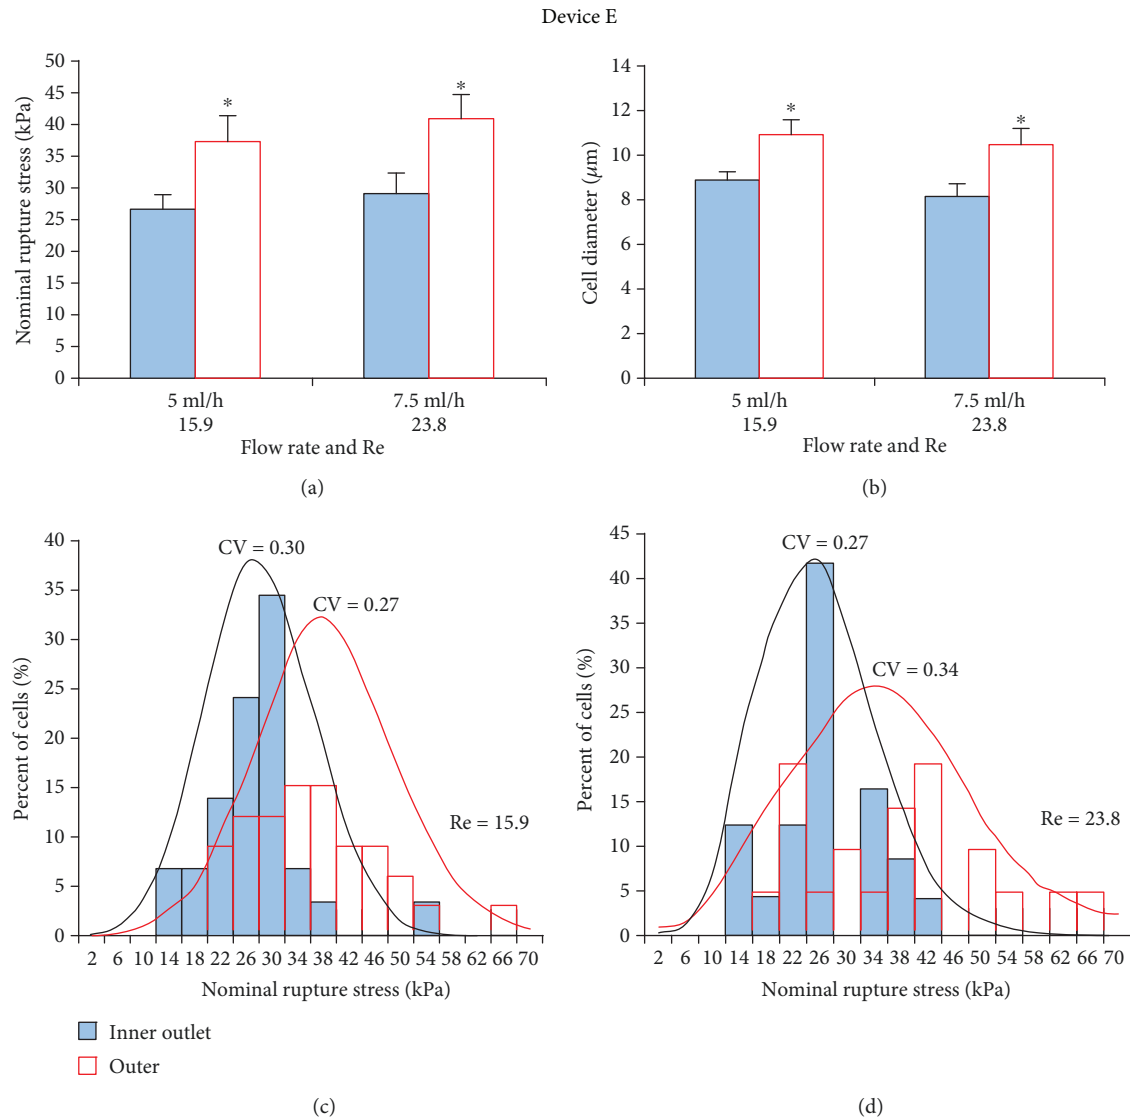 Device E
Nominal rupture stress (kPa)
50
45
40
35
30
25
20
15
10
5
0
*
*
5 ml/h
7.5 ml/h
15.9
23.8
Flow rate and Re
(a)
Cell diameter (μm)
14
12
10
8
6
4
2
0
*
*
5 ml/h
7.5 ml/h
15.9
23.8
Flow rate and Re
(b)
Percent of cells (%)
40
35
30
25
20
15
10
5
0
CV = 0.30
CV = 0.27
Re = 15.9
2 6 10 14 18 22 26 30 34 38 42 46 50 54 58 62 66 70
Nominal rupture stress (kPa)
Inner outlet
Outer
(c)
Percent of cells (%)
45
40
35
45
20
15
10
5
0
CV = 0.27
CV = 0.34
Re = 23.8
2 6 10 14 18 22 26 30 34 38 42 46 50 54 58 62 66 70
Nominal rupture stress (kPa)
(d)